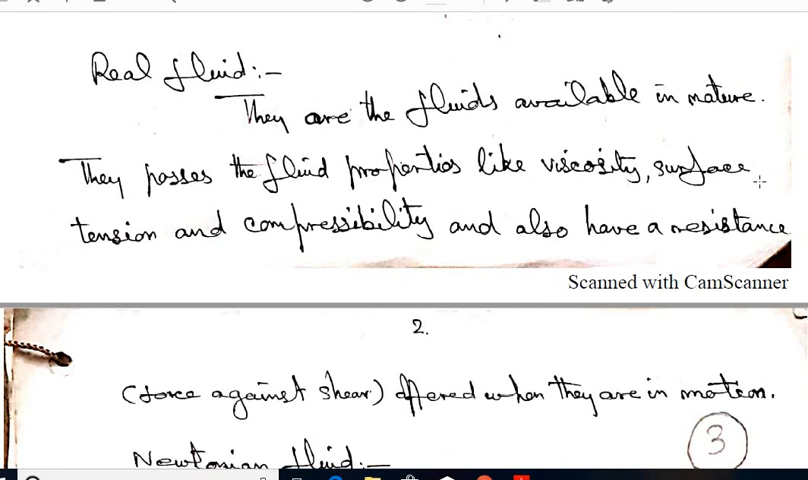 Real fluid:-
They are the fluids available in nature.
They posses the fluid properties like viscosity, surface
tension and compressibility and also have a resistance
Scanned with CamScanner
2.
(force against shear) offered when they are in motion.
3
Newtonian fluid:-